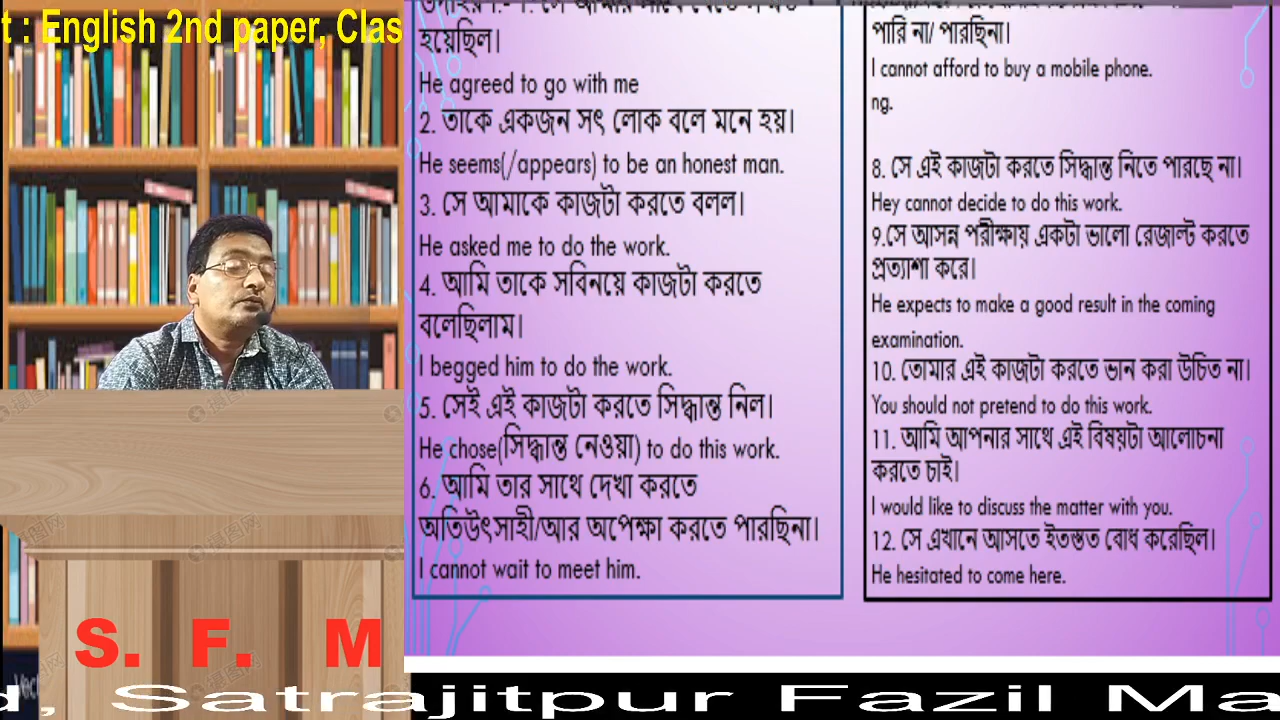 t : English 2nd paper, Clas
হয়েছিল।
He agreed to go with me
2. তাকে একজন সৎ লোক বলে মনে হয়।
He seems(/appears) to be an honest man.
3. সে আমাকে কাজটা করতে বলল।
He asked me to do the work.
4. আমি তাকে সবিনয়ে কাজটা করতে
বলেছিলাম।
I begged him to do the work.
5. সেই এই কাজটা করতে সিদ্ধান্ত নিল।
He chose(সিদ্ধান্ত নেওয়া) to do this work.
6. আমি তার সাথে দেখা করতে
অতিউৎসাহী/আর অপেক্ষা করতে পারছিনা।
I cannot wait to meet him.
পারি না/ পারছিনা।
I cannot afford to buy a mobile phone.
ng.
8. সে এই কাজটা করতে সিদ্ধান্ত নিতে পারছে না।
Hey cannot decide to do this work.
9.সে আসন্ন পরীক্ষায় একটা ভালো রেজাল্ট করতে
প্রত্যাশা করে।
He expects to make a good result in the coming
examination.
10. তোমার এই কাজটা করতে ভান করা উচিত না।
You should not pretend to do this work.
11. আমি আপনার সাথে এই বিষয়টা আলোচনা
করতে চাই।
I would like to discuss the matter with you.
12. সে এখানে আসতে ইতস্তত বোধ করেছিল।
He hesitated to come here.
S. F. M
d, Satrajitpur Fazil Ma